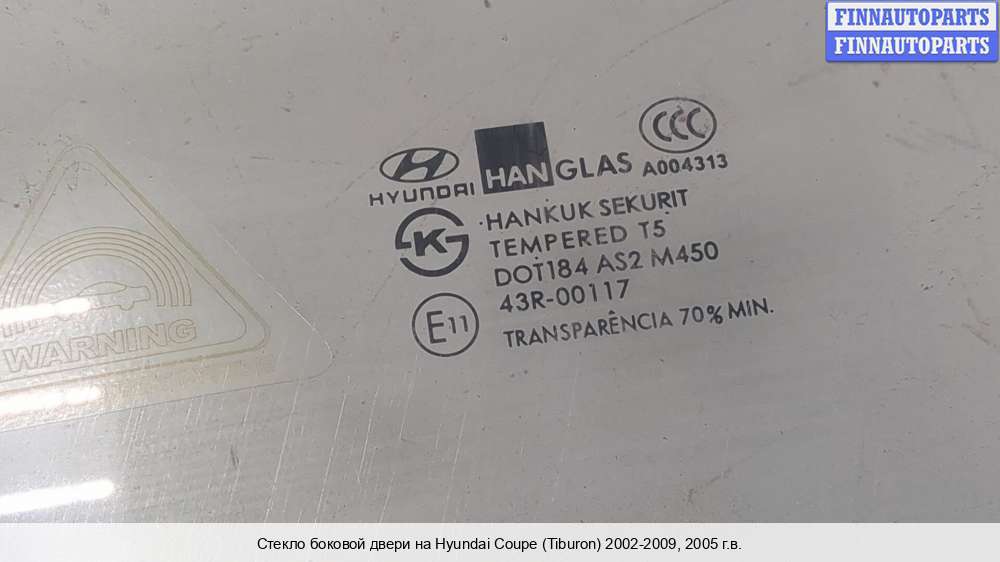 FINNAUTOPARTS
FINNAUTOPARTS
CCC
HYUNDAI
HANGLAS
A004313
K
HANKUK SEKURIT
TEMPERED T5
DOT184 AS2 M450
43R-00117
E11
TRANSPARÊNCIA 70% MIN.
WARNING
Стекло боковой двери на Hyundai Coupe (Tiburon) 2002-2009, 2005 г.в.